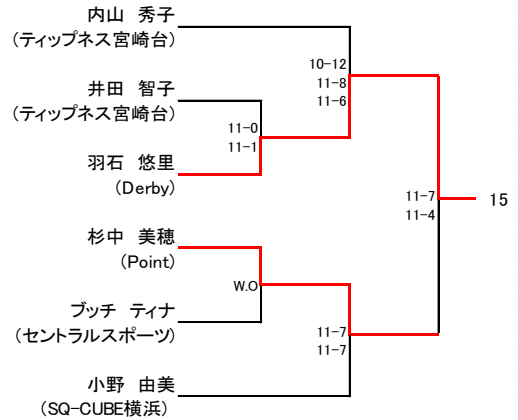 内山 秀子
(ティップネス宮崎台)
10-12
11-8
11-6
井田 智子
(ティップネス宮崎台)
11-0
11-1
羽石 悠里
(Derby)
11-7
11-4
15
杉中 美穂
(Point)
W.O
ブッチ ティナ
(セントラルスポーツ)
11-7
11-7
小野 由美
(SQ-CUBE横浜)